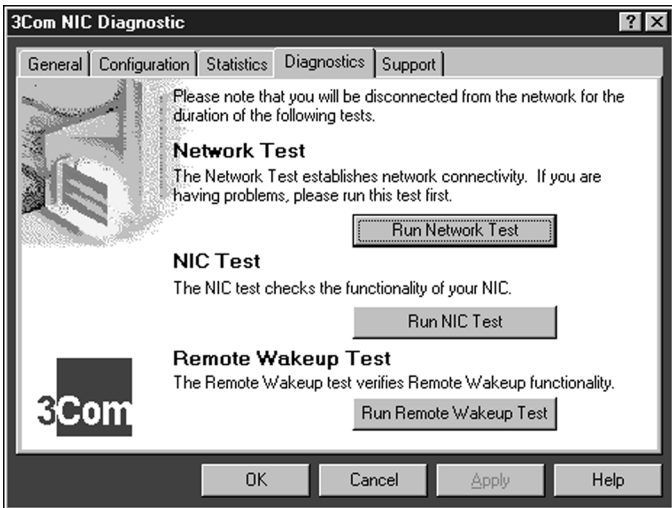 3Com NIC Diagnostic
General Configuration Statistics Diagnostics Support
Please note that you will be disconnected from the network for the
duration of the following tests.
Network Test
The Network Test establishes network connectivity. If you are
having problems, please run this test first.
Run Network Test
NIC Test
The NIC test checks the functionality of your NIC.
Run NIC Test
Remote Wakeup Test
The Remote Wakeup test verifies Remote Wakeup functionality.
3Com
Run Remote Wakeup Test
OK Cancel Apply Help